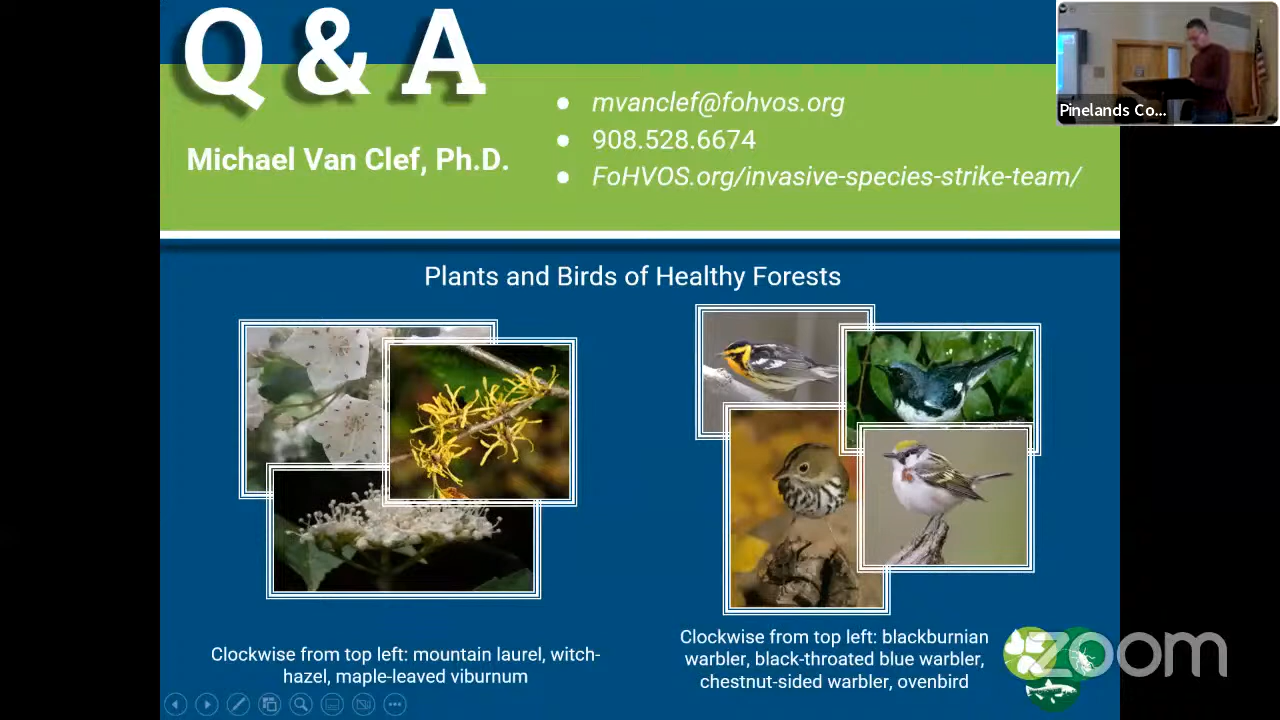 Q & A
Michael Van Clef, Ph.D.
mvanclef@fohvos.org
908.528.6674
FoHVOS.org/invasive-species-strike-team/
Pinelands Co...
Plants and Birds of Healthy Forests
Clockwise from top left: mountain laurel, witch-
hazel, maple-leaved viburnum
Clockwise from top left: blackburnian
warbler, black-throated blue warbler,
chestnut-sided warbler, ovenbird
zoom